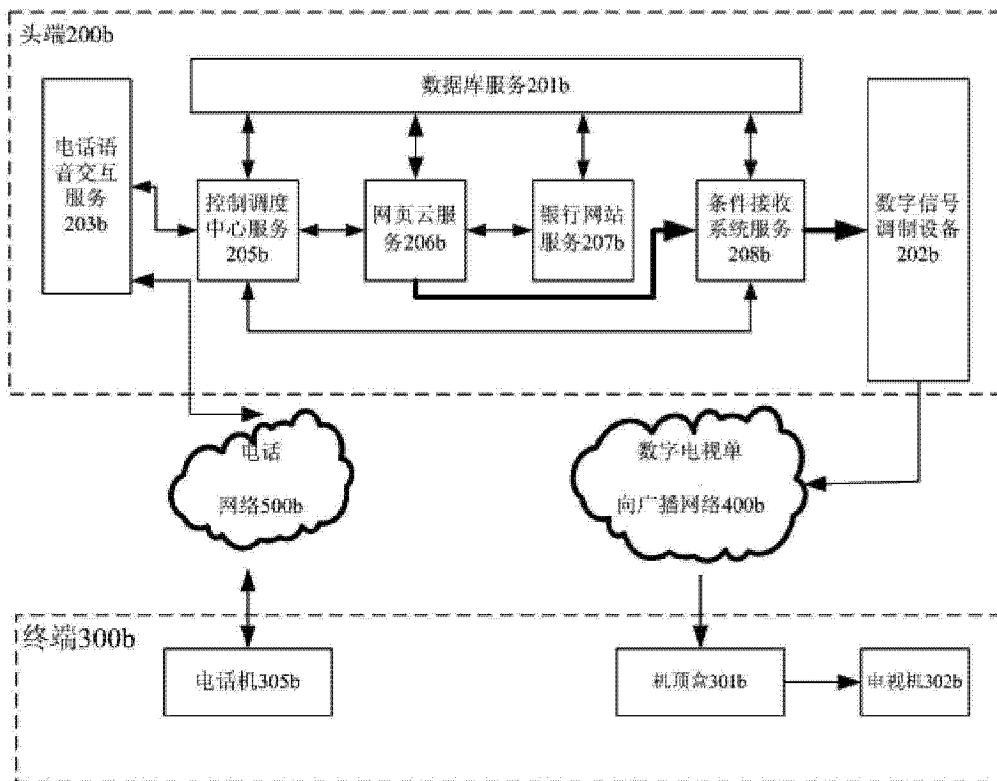 头端200b
数据库服务201b
电话语
音交互
服务
203b
控制调度
中心服务
205b
网页云服
务206b
银行网站
服务207b
条件接收
系统服务
208b
数字信号
调制设备
202b
电话
网络500b
数字电视单
向广播网络400b
终端300b
电话机305b
机顶盒301b
电视机302b